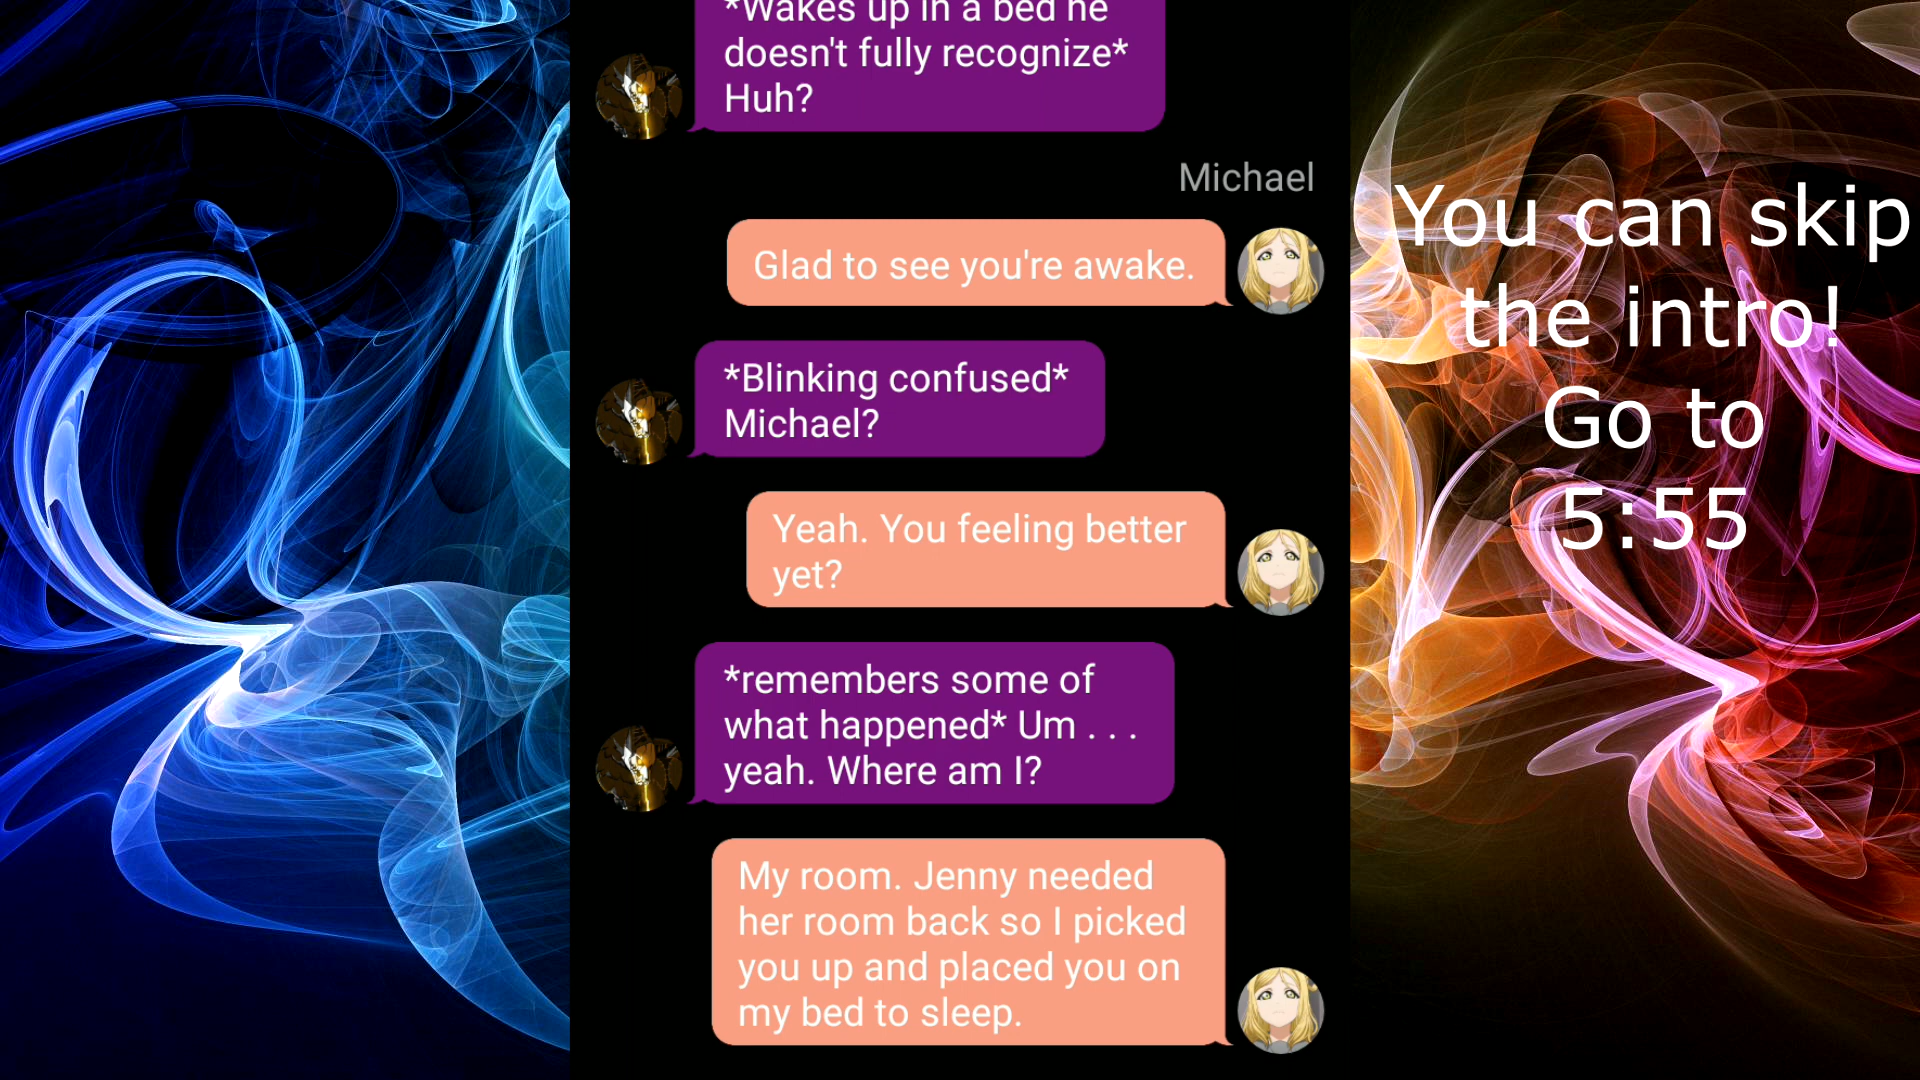 *Wakes up in a bed he
doesn't fully recognize*
Huh?
Michael
Glad to see you're awake.
*Blinking confused*
Michael?
Yeah. You feeling better
yet?
*remembers some of
what happened* Um . . .
yeah. Where am I?
My room. Jenny needed
her room back so I picked
you up and placed you on
my bed to sleep.
You can skip
the intro!
Go to
5:55